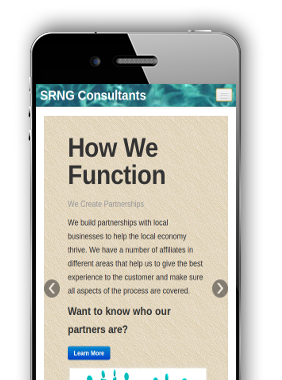 SRNG Consultants
How We
Function
We Create Partnerships
We build partnerships with local
businesses to help the local economy
thrive. We have a number of affiliates in
different areas that help us to give the best
experience to the customer and make sure
all aspects of the process are covered.
Want to know who our
partners are?
Learn More